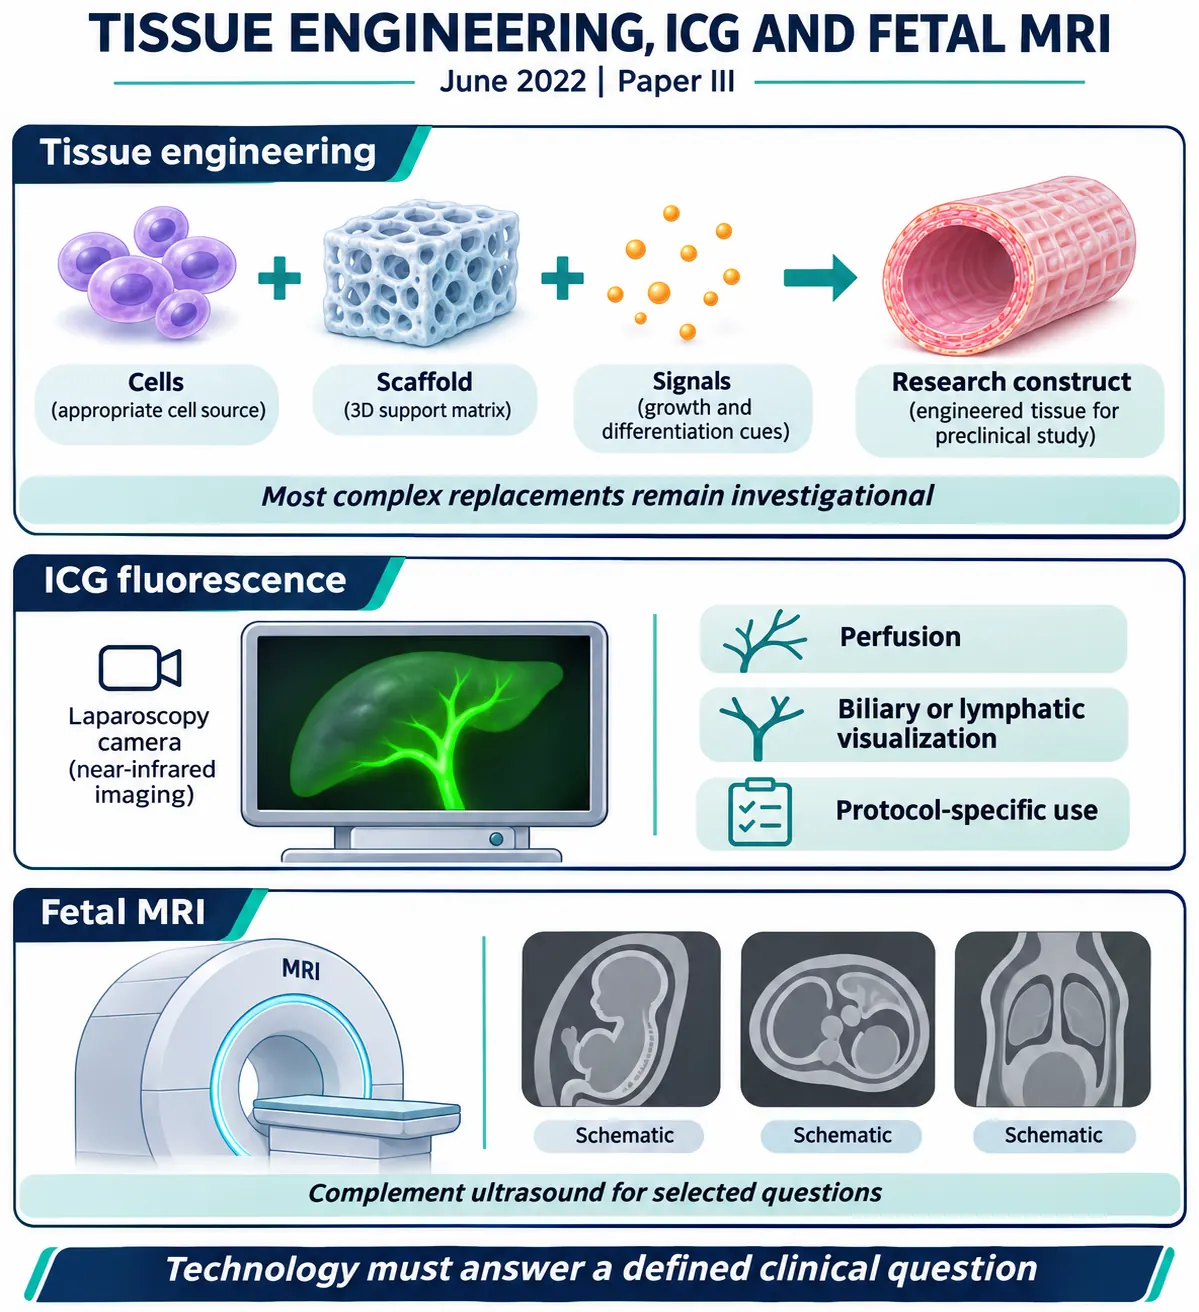 TISSUE ENGINEERING, ICG AND FETAL MRI
June 2022 | Paper III
Tissue engineering
Cells
(appropriate cell source)
Scaffold
(3D support matrix)
Signals
(growth and
differentiation cues)
Research construct
(engineered tissue for
preclinical study)
Most complex replacements remain investigational
ICG fluorescence
Laparoscopy
camera
(near-infrared
imaging)
Perfusion
Biliary or lymphatic
visualization
Protocol-specific use
Fetal MRI
MRI
Schematic
Schematic
Schematic
Complement ultrasound for selected questions
Technology must answer a defined clinical question